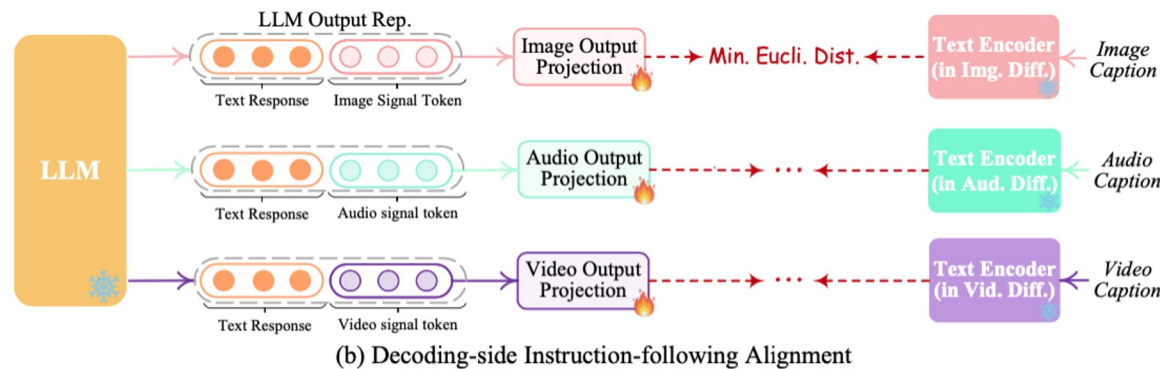 LLM Output Rep.
LLM
Text Response
Image Signal Token
Image Output
Projection
Min. Eucli. Dist.
Text Encoder
(in Img. Diff.)
Image
Caption
Text Response
Audio signal token
Audio Output
Projection
...
Text Encoder
(in Aud. Diff.)
Audio
Caption
Text Response
Video signal token
Video Output
Projection
...
Text Encoder
(in Vid. Diff.)
Video
Caption
(b) Decoding-side Instruction-following Alignment